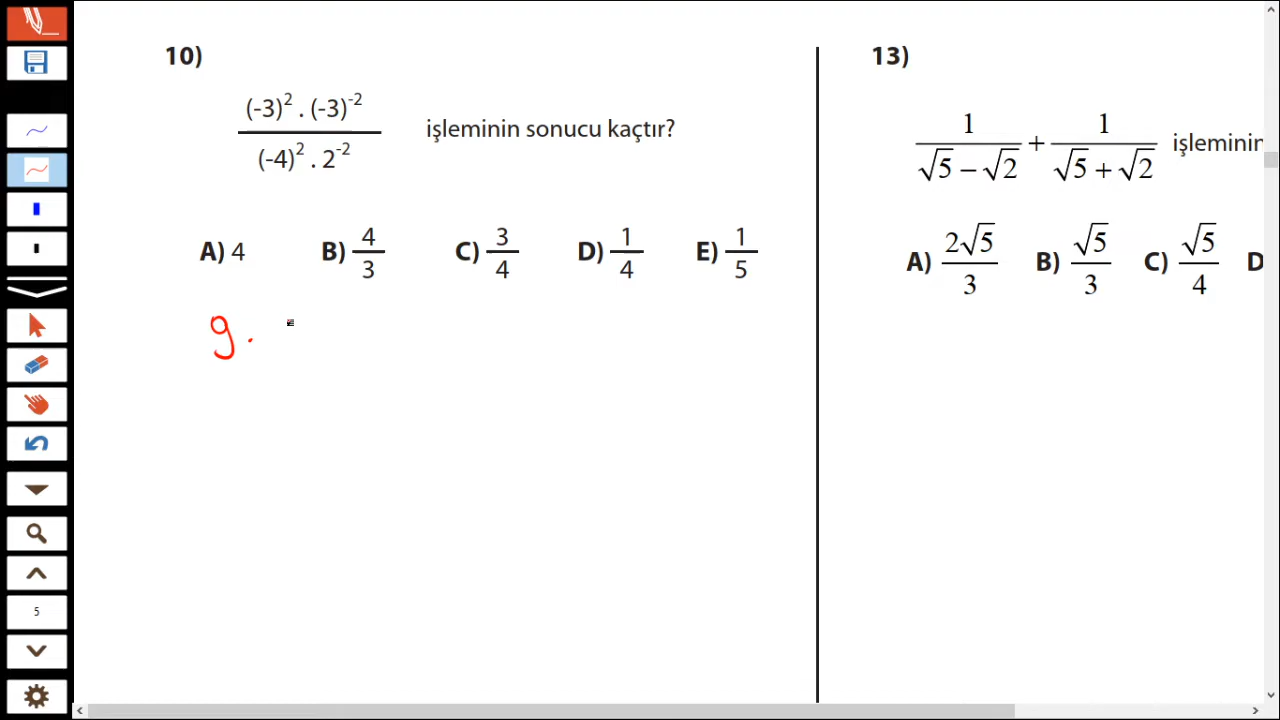 10)
(-3)² . (-3)⁻²
(-4)² . 2⁻²
işleminin sonucu kaçtır?
A) 4 B) 4/3 C) 3/4 D) 1/4 E) 1/5
9.
13)
1/(√5 − √2) + 1/(√5 + √2) işleminin
A) 2√5/3 B) √5/3 C) √5/4 D
5